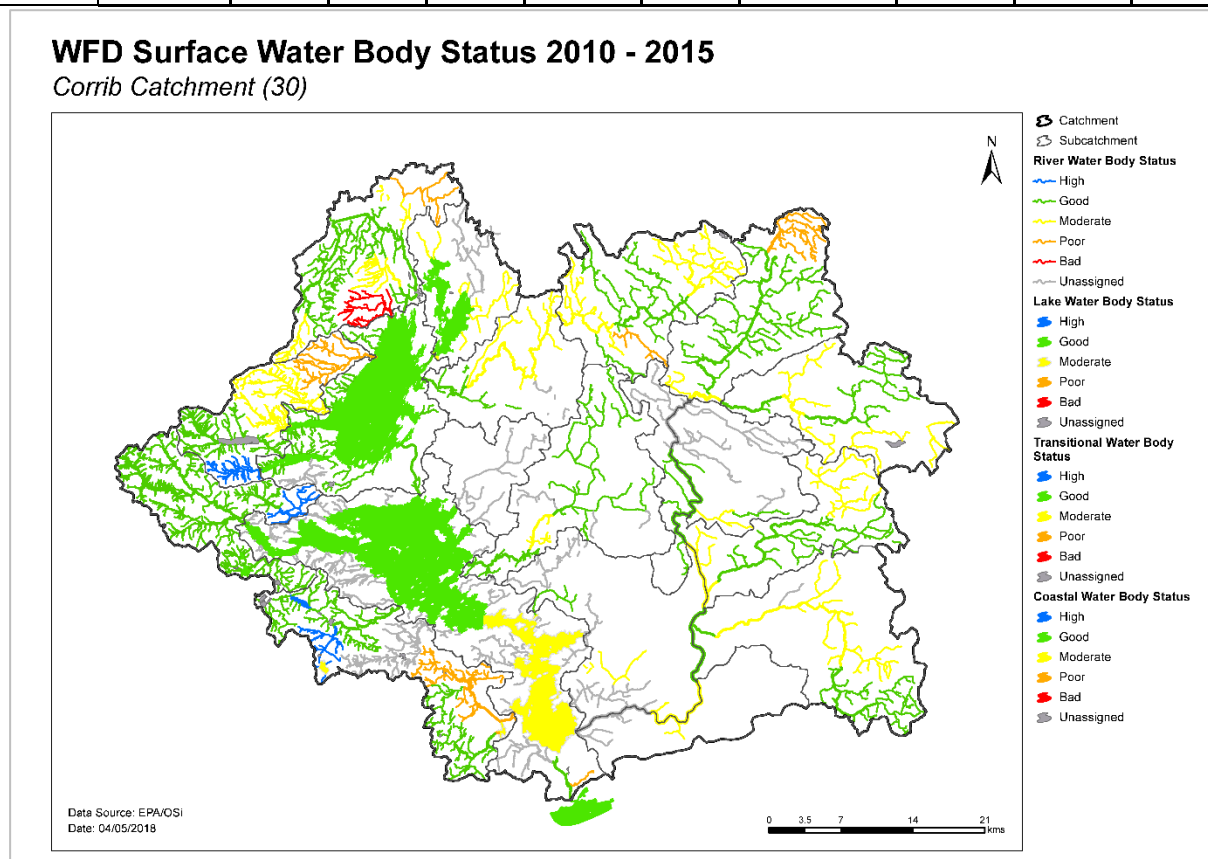 WFD Surface Water Body Status 2010 - 2015
Corrib Catchment (30)
N
Catchment
Subcatchment
River Water Body Status
High
Good
Moderate
Poor
Bad
Unassigned
Lake Water Body Status
High
Good
Moderate
Poor
Bad
Unassigned
Transitional Water Body
Status
High
Good
Moderate
Poor
Bad
Unassigned
Coastal Water Body Status
High
Good
Moderate
Poor
Bad
Unassigned
Data Source: EPA/OSi
Date: 04/05/2018
0 3.5 7 14 21
kms